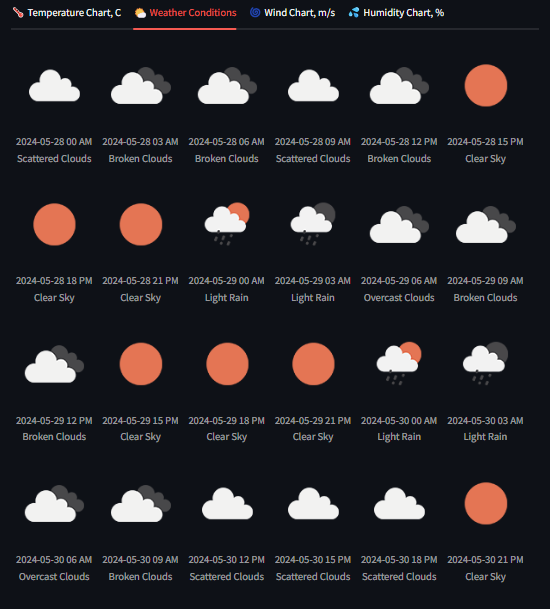 Temperature Chart, C Weather Conditions Wind Chart, m/s Humidity Chart, %
2024-05-28 00 AM 2024-05-28 03 AM 2024-05-28 06 AM 2024-05-28 09 AM 2024-05-28 12 PM 2024-05-28 15 PM
Scattered Clouds Broken Clouds Broken Clouds Scattered Clouds Broken Clouds Clear Sky
2024-05-28 18 PM 2024-05-28 21 PM 2024-05-29 00 AM 2024-05-29 03 AM 2024-05-29 06 AM 2024-05-29 09 AM
Clear Sky Clear Sky Light Rain Light Rain Overcast Clouds Broken Clouds
2024-05-29 12 PM 2024-05-29 15 PM 2024-05-29 18 PM 2024-05-29 21 PM 2024-05-30 00 AM 2024-05-30 03 AM
Broken Clouds Clear Sky Clear Sky Clear Sky Light Rain Light Rain
2024-05-30 06 AM 2024-05-30 09 AM 2024-05-30 12 PM 2024-05-30 15 PM 2024-05-30 18 PM 2024-05-30 21 PM
Overcast Clouds Broken Clouds Scattered Clouds Scattered Clouds Scattered Clouds Clear Sky